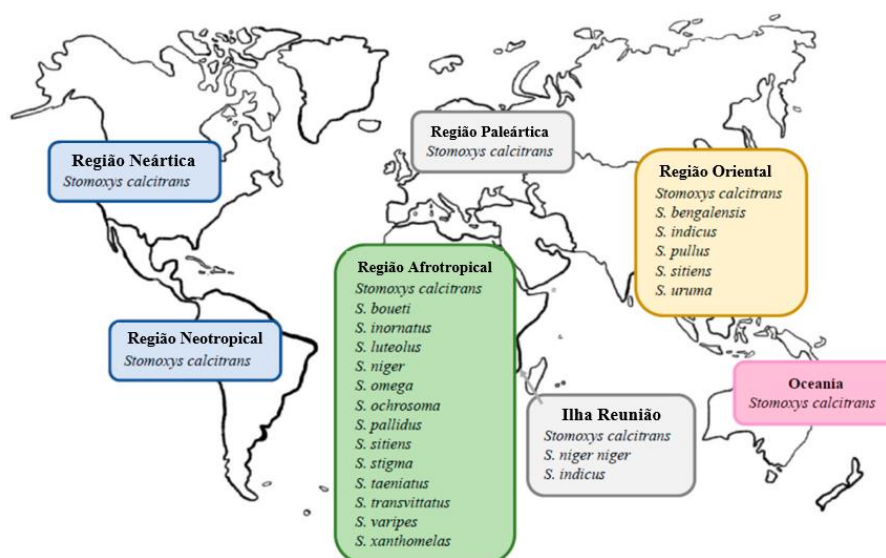 Região Neártica
Stomoxys calcitrans
Região Paleártica
Stomoxys calcitrans
Região Oriental
Stomoxys calcitrans
S. bengalensis
S. indicus
S. pullus
S. sitiens
S. uruma
Região Neotropical
Stomoxys calcitrans
Região Afrotropical
Stomoxys calcitrans
S. boueti
S. inornatus
S. luteolus
S. niger
S. omega
S. ochrosoma
S. pallidus
S. sitiens
S. stigma
S. taeniatus
S. transvittatus
S. varipes
S. xanthomelas
Ilha Reunião
Stomoxys calcitrans
S. niger niger
S. indicus
Oceania
Stomoxys calcitrans